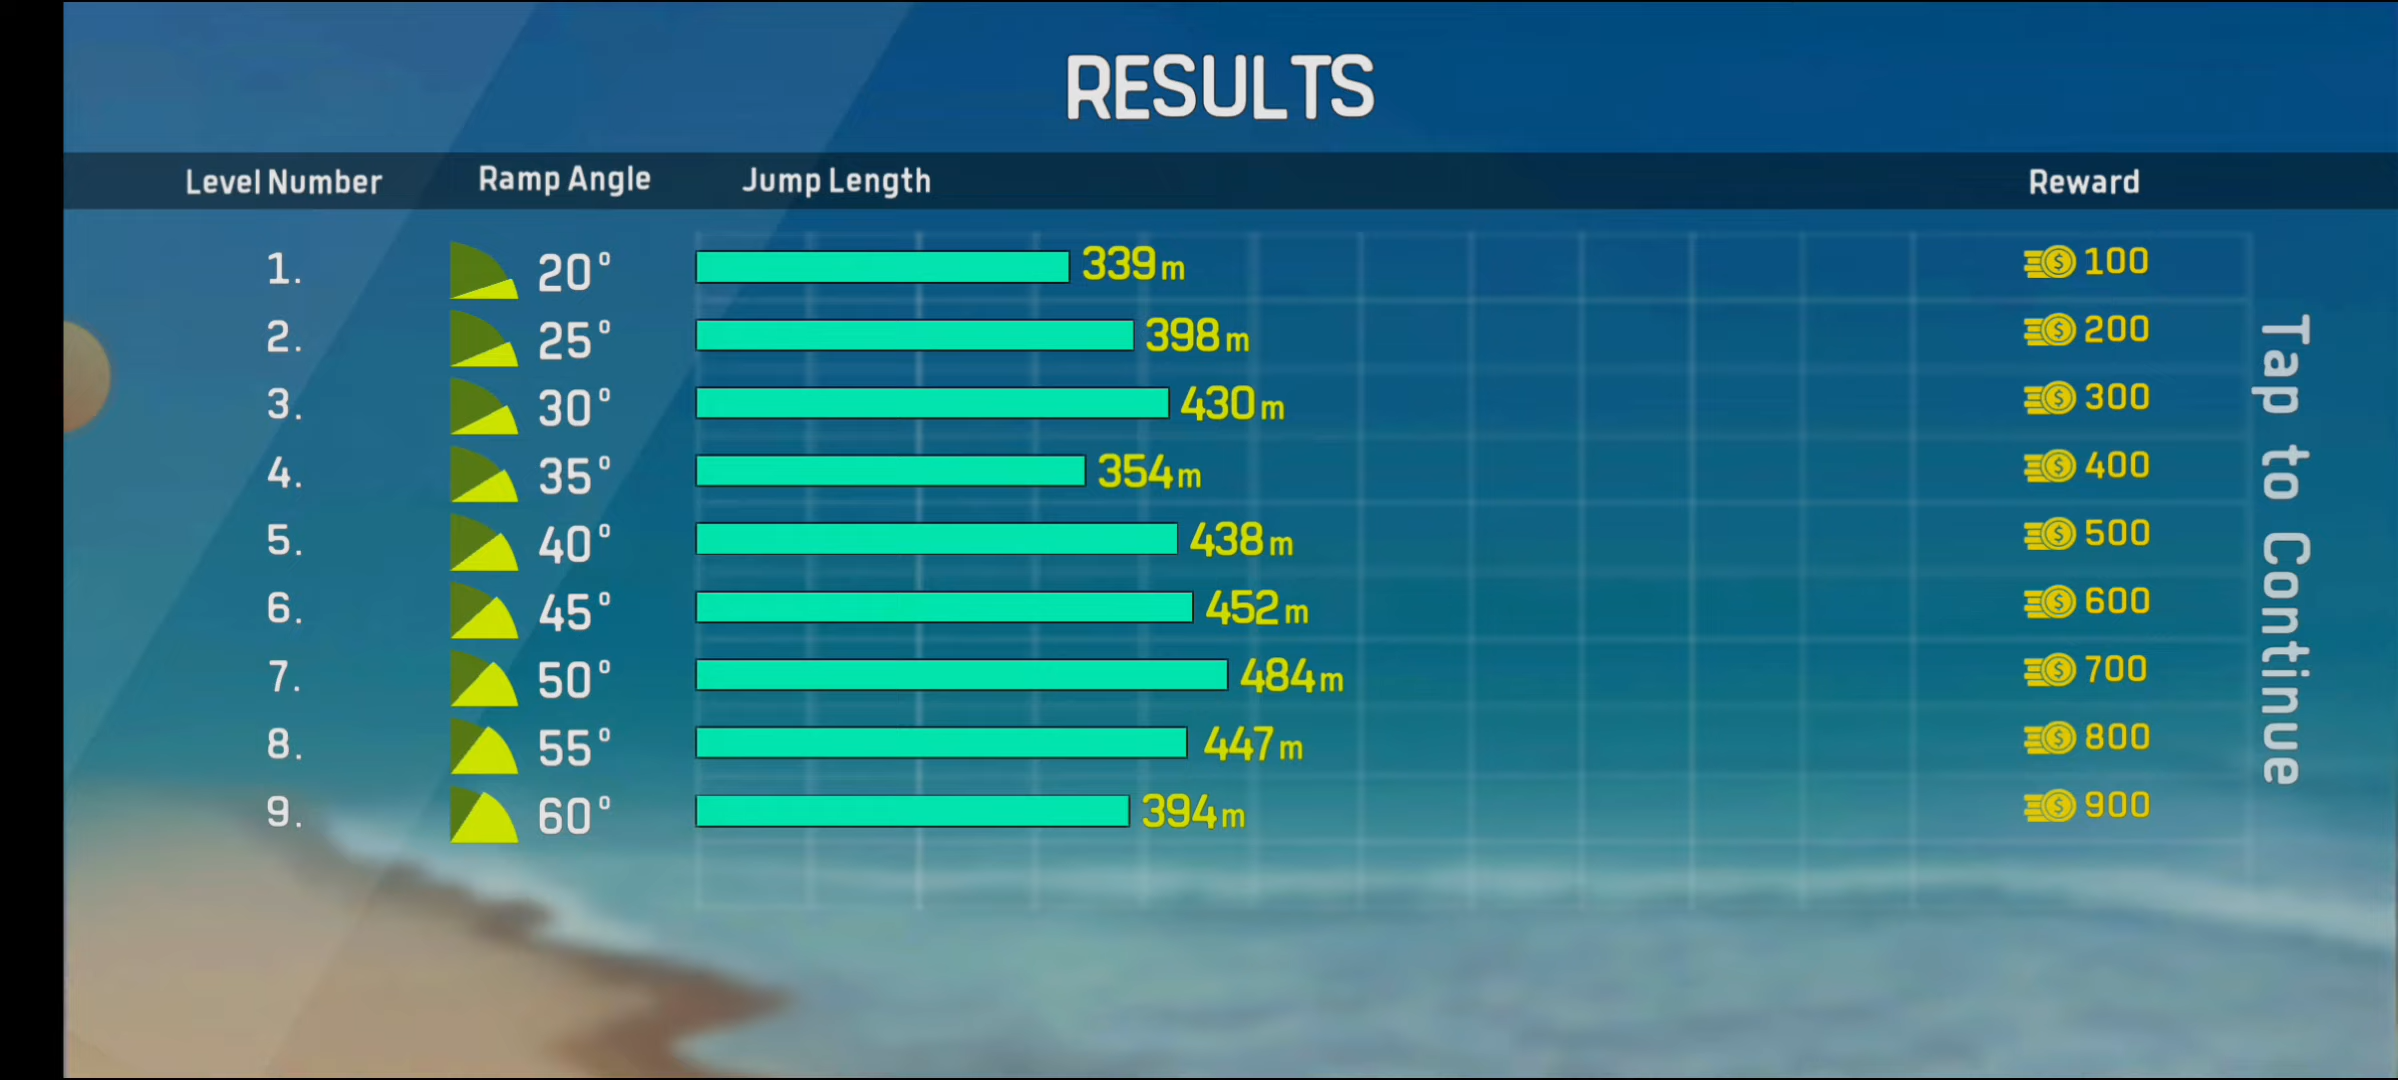 RESULTS
Level Number Ramp Angle Jump Length Reward
1. 20° 339m 100
2. 25° 398m 200
3. 30° 430m 300
4. 35° 354m 400
5. 40° 438m 500
6. 45° 452m 600
7. 50° 484m 700
8. 55° 447m 800
9. 60° 394m 900
Tap to Continue